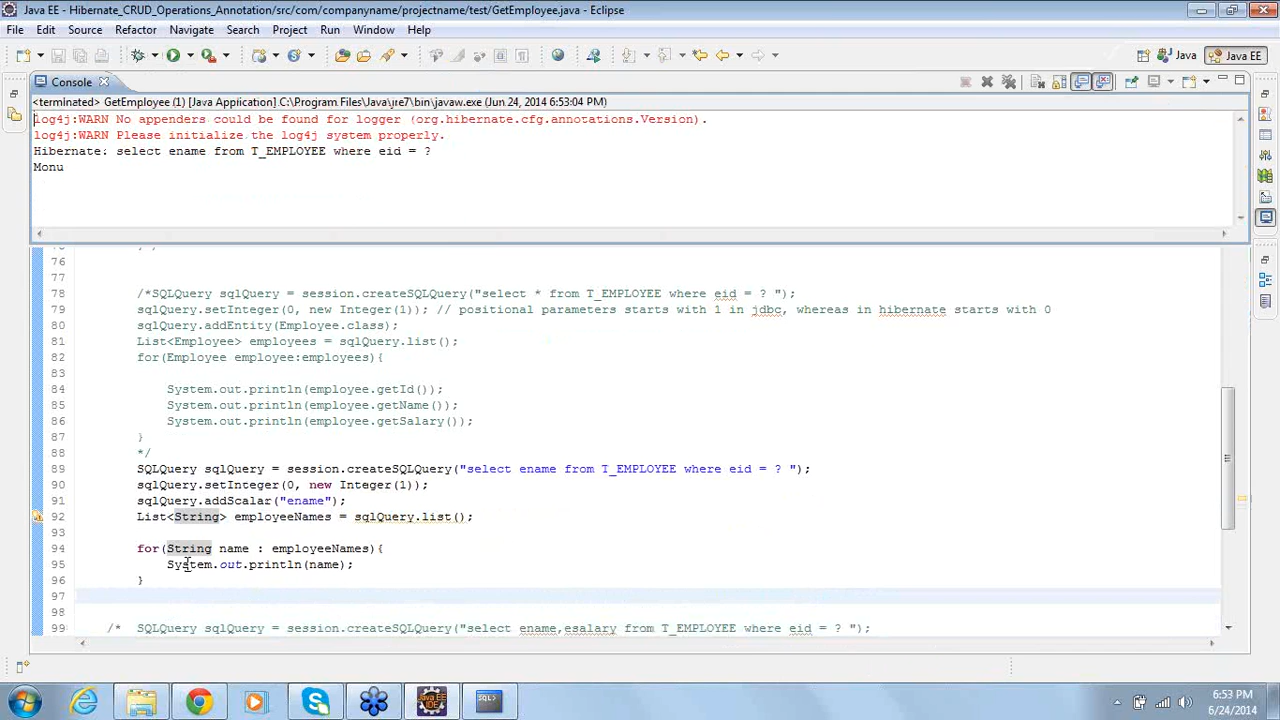 Java EE - Hibernate_CRUD_Operations_Annotation/src/com/companyname/projectname/test/GetEmployee.java - Eclipse
File Edit Source Refactor Navigate Search Project Run Window Help
Java Java EE
Console
<terminated> GetEmployee (1) [Java Application] C:\Program Files\Java\jre7\bin\javaw.exe (Jun 24, 2014 6:53:04 PM)
log4j:WARN No appenders could be found for logger (org.hibernate.cfg.annotations.Version).
log4j:WARN Please initialize the log4j system properly.
Hibernate: select ename from T_EMPLOYEE where eid = ?
Monu
76
77
78 /*SQLQuery sqlQuery = session.createSQLQuery("select * from T_EMPLOYEE where eid = ? ");
79 sqlQuery.setInteger(0, new Integer(1)); // positional parameters starts with 1 in jdbc, whereas in hibernate starts with 0
80 sqlQuery.addEntity(Employee.class);
81 List<Employee> employees = sqlQuery.list();
82 for(Employee employee:employees){
83
84 System.out.println(employee.getId());
85 System.out.println(employee.getName());
86 System.out.println(employee.getSalary());
87 }
88 */
89 SQLQuery sqlQuery = session.createSQLQuery("select ename from T_EMPLOYEE where eid = ? ");
90 sqlQuery.setInteger(0, new Integer(1));
91 sqlQuery.addScalar("ename");
92 List<String> employeeNames = sqlQuery.list();
93
94 for(String name : employeeNames){
95 System.out.println(name);
96 }
97
98
99 /* SQLQuery sqlQuery = session.createSQLQuery("select ename,esalary from T_EMPLOYEE where eid = ? ");
Java EE IDE
SQL>
6:53 PM
6/24/2014